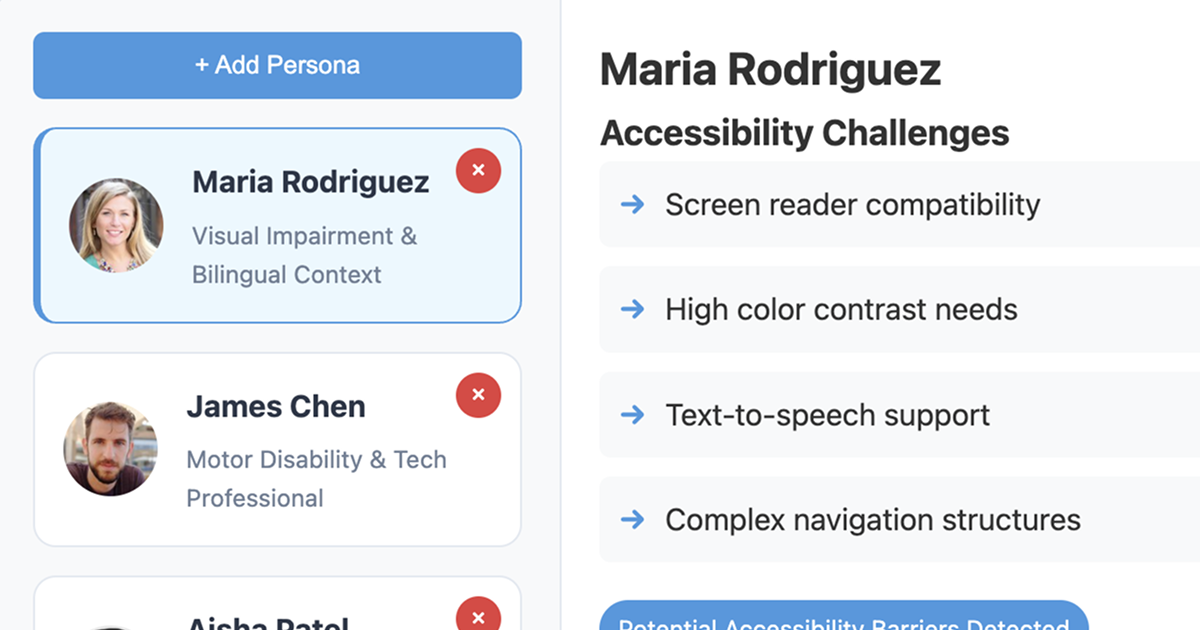 + Add Persona
Maria Rodriguez
Visual Impairment &
Bilingual Context
James Chen
Motor Disability & Tech
Professional
Aisha Patel
Maria Rodriguez
Accessibility Challenges
→ Screen reader compatibility
→ High color contrast needs
→ Text-to-speech support
→ Complex navigation structures
Potential Accessibility Barriers Detected